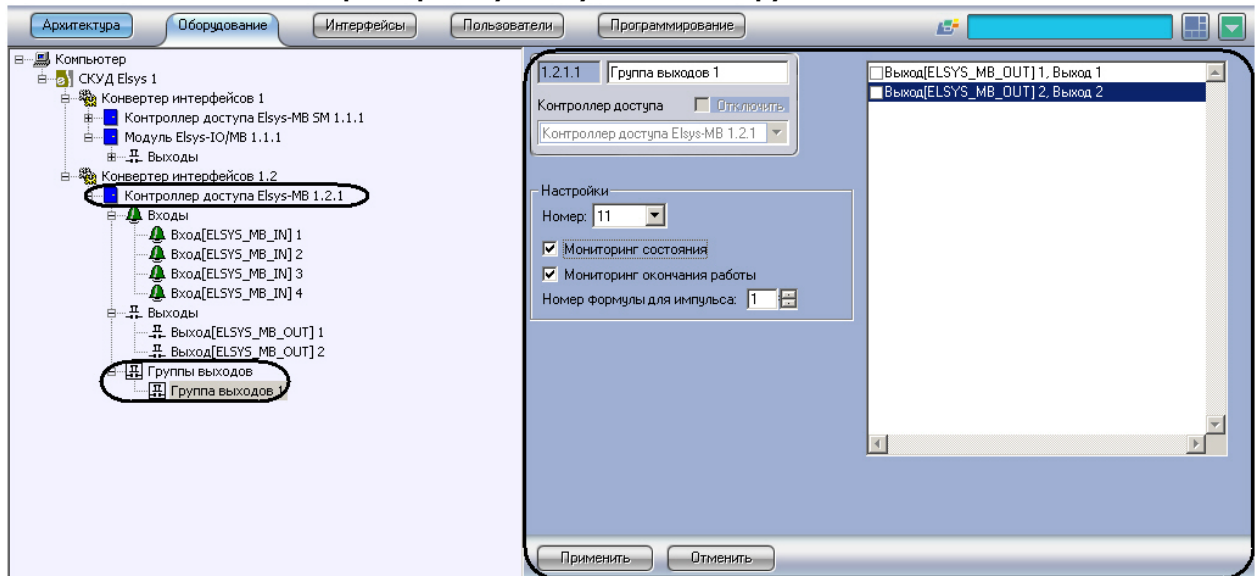 Архитектура Оборудование Интерфейсы Пользователи Программирование
Компьютер
СКУД Elsys 1
Конвертер интерфейсов 1
Контроллер доступа Elsys-MB SM 1.1.1
Модуль Elsys-IO/MB 1.1.1
Выходы
Конвертер интерфейсов 1.2
Контроллер доступа Elsys-MB 1.2.1
Входы
Вход[ELSYS_MB_IN] 1
Вход[ELSYS_MB_IN] 2
Вход[ELSYS_MB_IN] 3
Вход[ELSYS_MB_IN] 4
Выходы
Выход[ELSYS_MB_OUT] 1
Выход[ELSYS_MB_OUT] 2
Группы выходов
Группа выходов 1
1.2.1.1 Группа выходов 1
Контроллер доступа Отключить
Контроллер доступа Elsys-MB 1.2.1
Настройки
Номер: 11
Мониторинг состояния
Мониторинг окончания работы
Номер формулы для импульса: 1
Выход[ELSYS_MB_OUT] 1, Выход 1
Выход[ELSYS_MB_OUT] 2, Выход 2
Применить Отменить